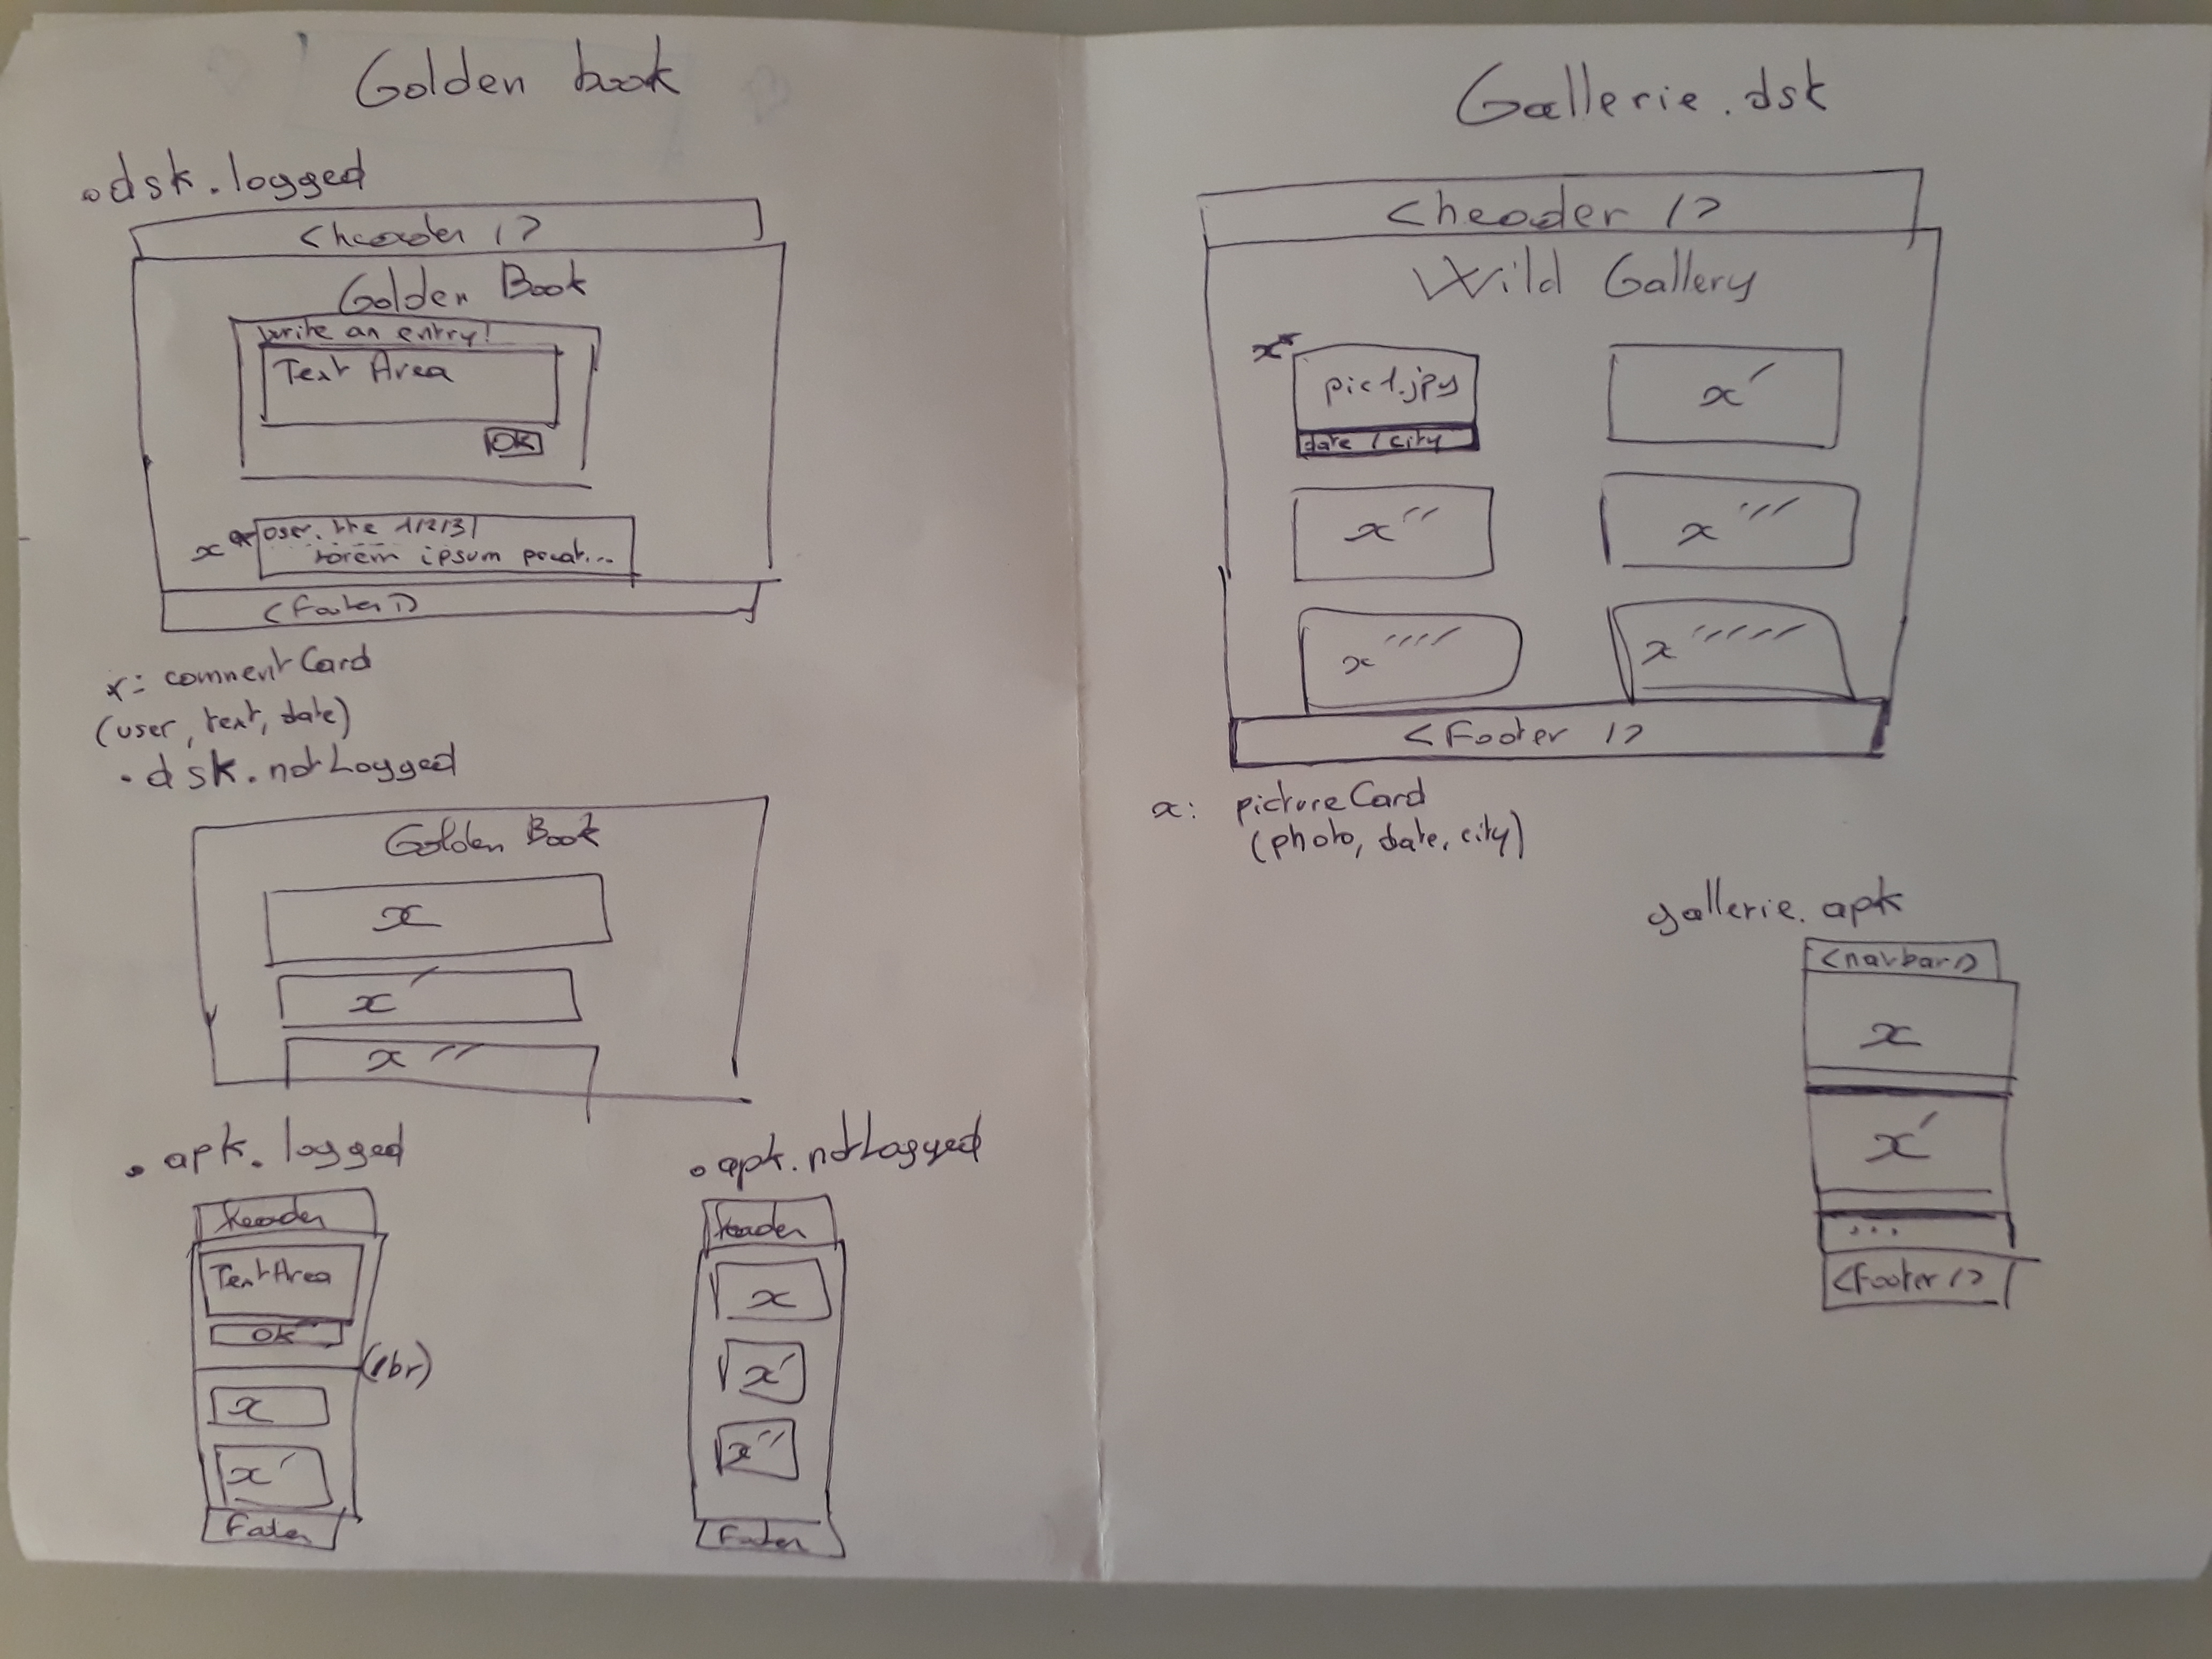 Golden book
.dsk.logged
<header />
Golden Book
Write an entry!
Text Area
OK
x*
user, the 1/2/3
lorem ipsum
<Footer />
x: commentCard
(user, text, date)
. dsk.notLogged
Golden Book
x
x'
x''
. apk. logged
header
TextArea
OK
x
x'
Footer
. apk.notLogged
header
x
x'
x''
Footer
Gallerie.dsk
<header />
Wild Gallery
x*
pic1.jpg
date / city
x'
x''
x'''
x''''
x'''''
<Footer />
x: pictureCard
(photo, date, city)
gallerie. apk
<navbar />
x
x'
...
<Footer />